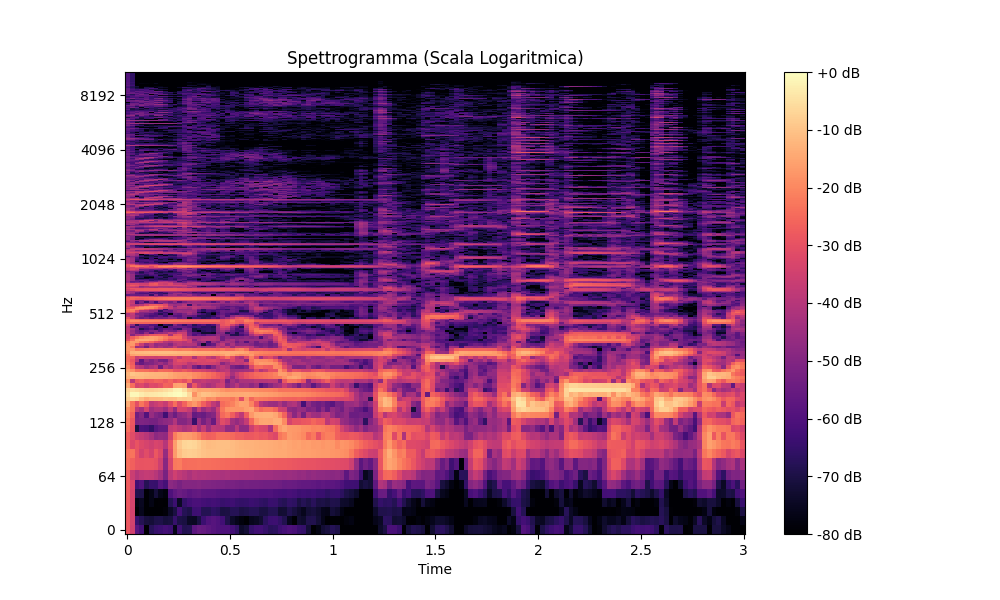 Spettrogramma (Scala Logaritmica)
8192
4096
2048
1024
512
256
128
64
0
Hz
0
0.5
1
1.5
2
2.5
3
Time
+0 dB
-10 dB
-20 dB
-30 dB
-40 dB
-50 dB
-60 dB
-70 dB
-80 dB